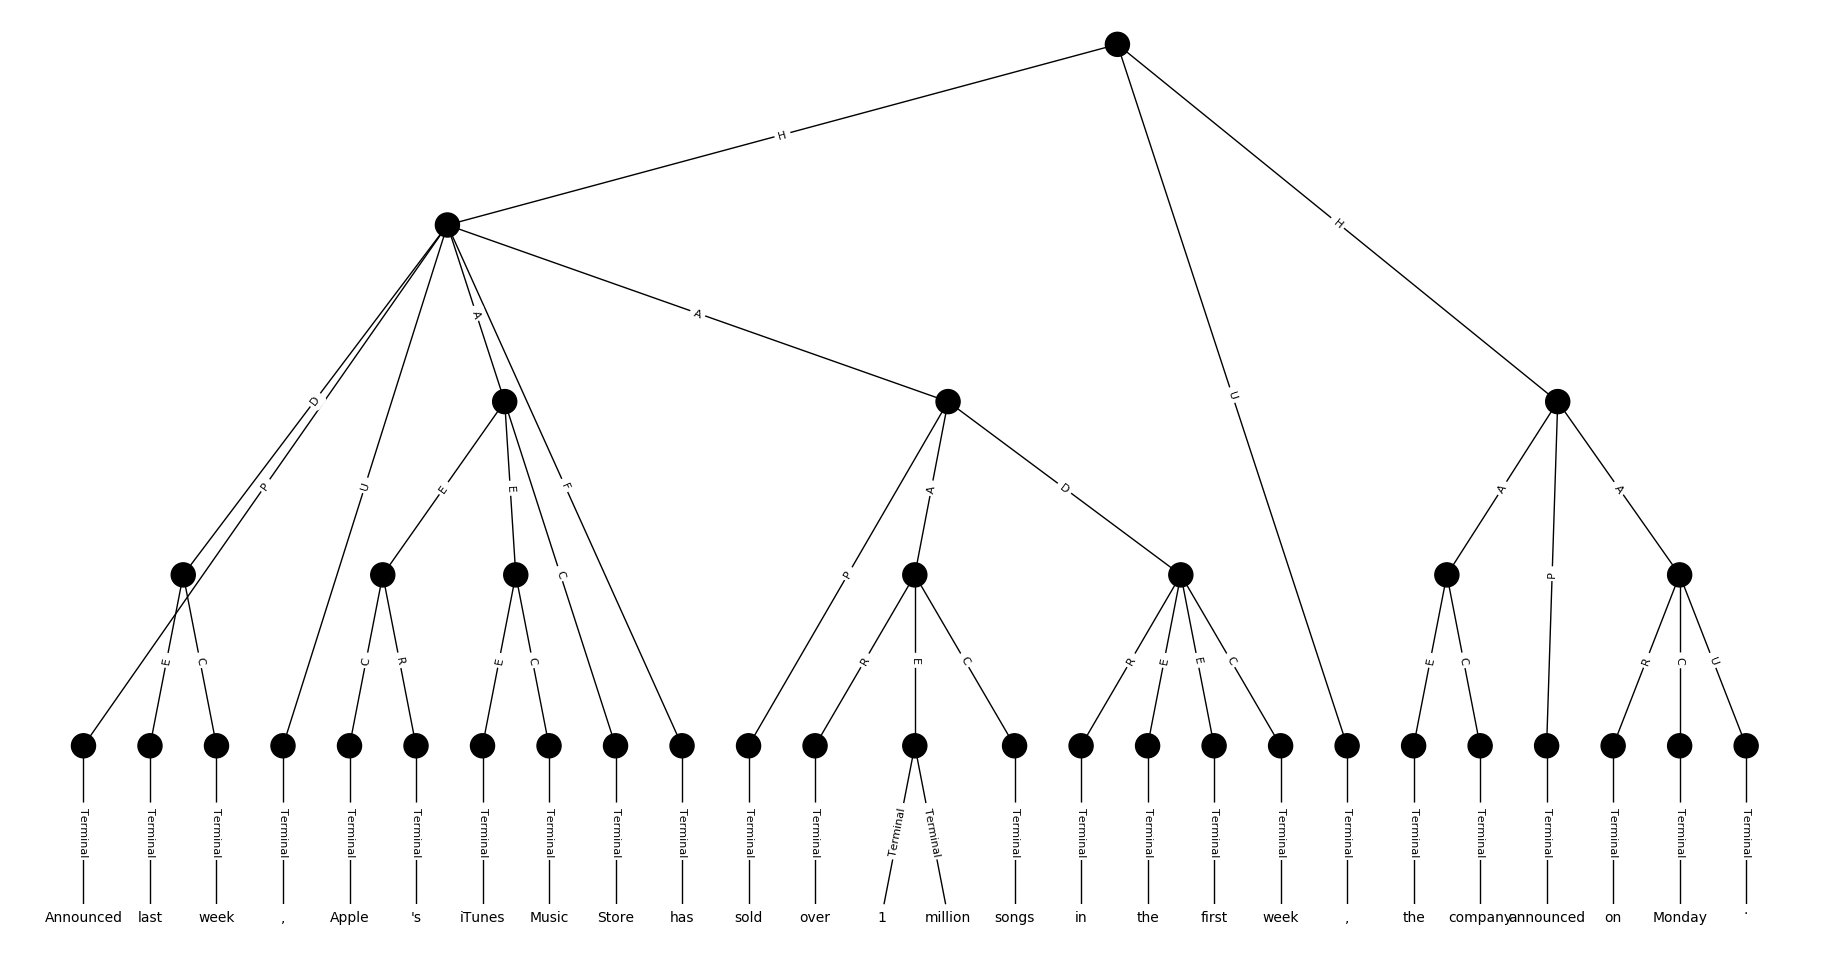 H
H
A
A
D
U
P
U
F
E
E
A
D
A
P
A
C
P
E
C
C
R
E
C
R
E
C
R
E
E
C
E
C
R
C
U
Terminal Terminal Terminal Terminal Terminal Terminal Terminal Terminal Terminal Terminal Terminal Terminal Terminal Terminal Terminal Terminal Terminal Terminal Terminal Terminal Terminal Terminal Terminal Terminal Terminal Terminal
Announced last week , Apple 's iTunes Music Store has sold over 1 million songs in the first week , the company announced on Monday .